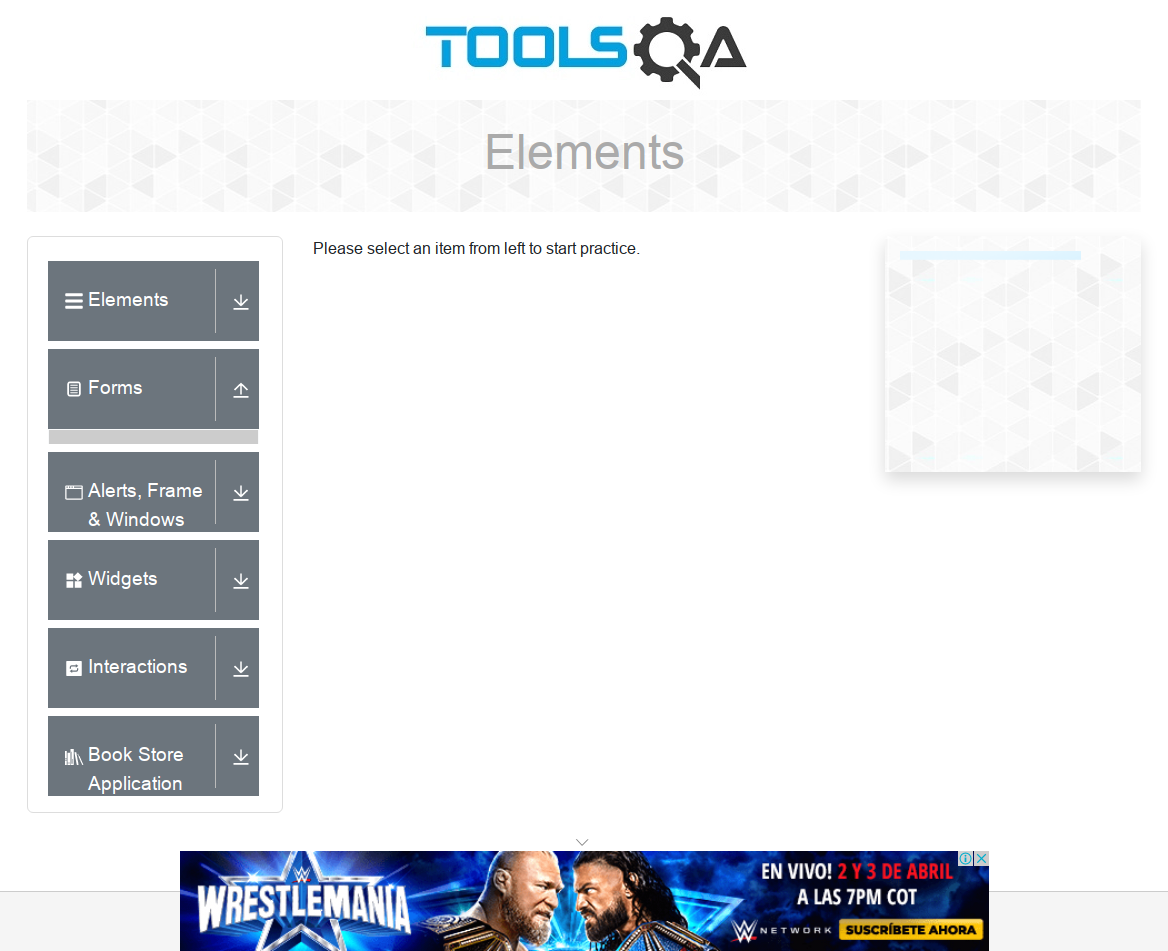 TOOLSQA
Elements
Please select an item from left to start practice.
Elements
Forms
Alerts, Frame
& Windows
Widgets
Interactions
Book Store
Application
WRESTLEMANIA
EN VIVO! 2 Y 3 DE ABRIL
A LAS 7PM COT
W NETWORK
SUSCRÍBETE AHORA